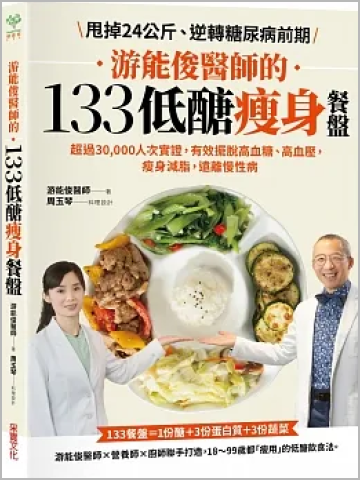 甩掉24公斤、逆轉糖尿病前期
游能俊醫師的
133低醣瘦身餐盤
超過30,000人次實證，有效擺脫高血糖、高血壓，
瘦身減脂，遠離慢性病
游能俊醫師──著
周玉琴──料理設計
133餐盤＝1份醣＋3份蛋白質＋3份蔬菜
游能俊醫師×營養師×廚師聯手打造，18～99歲都「瘦用」的低醣飲食法。
游能俊醫師的
133低醣瘦身餐盤
游能俊醫師 著
周玉琴 料理設計
采實文化